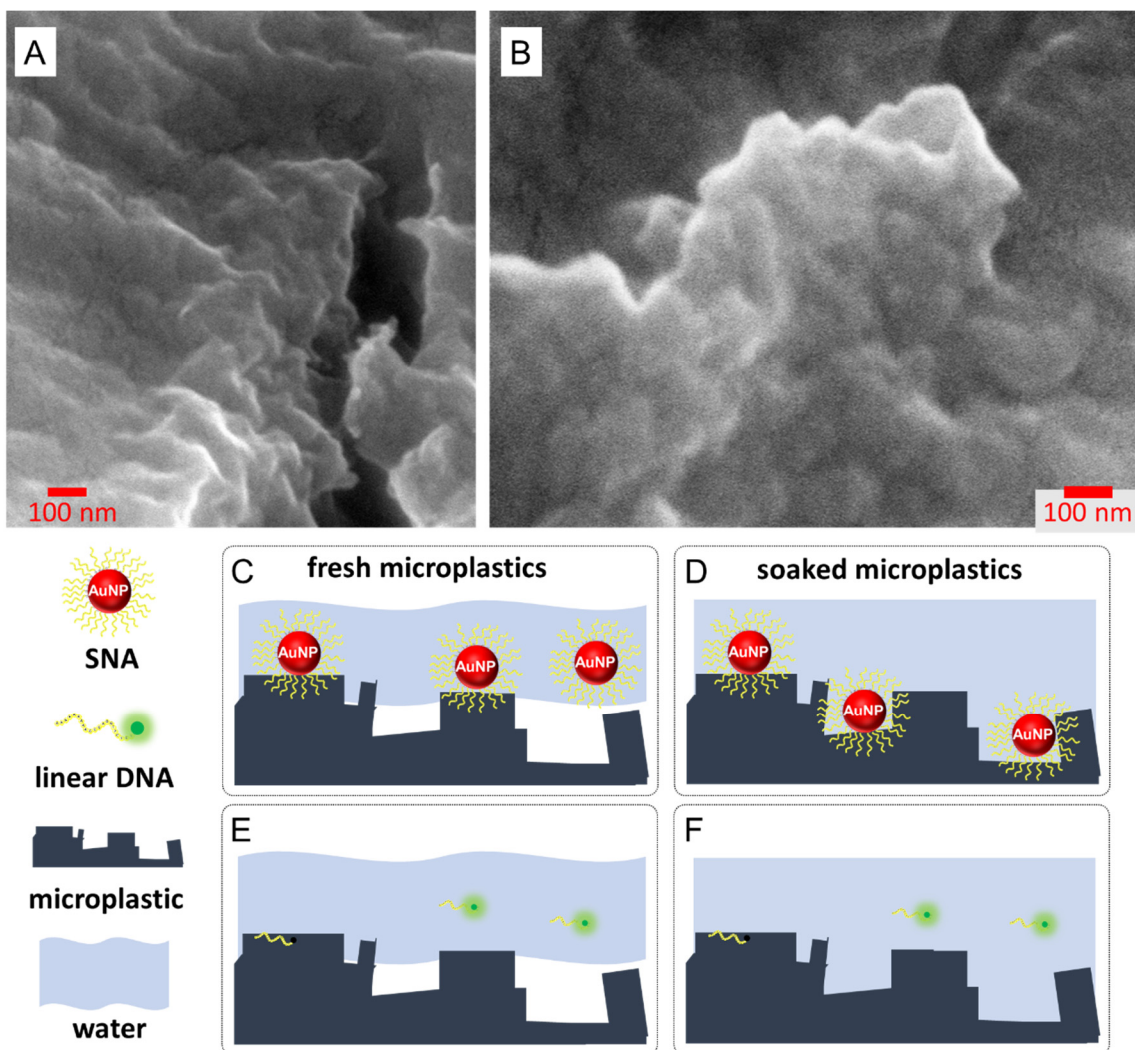 A
B
100 nm
100 nm
AuNP
SNA
linear DNA
microplastic
water
C
fresh microplastics
AuNP
AuNP
AuNP
D
soaked microplastics
AuNP
AuNP
AuNP
E
F